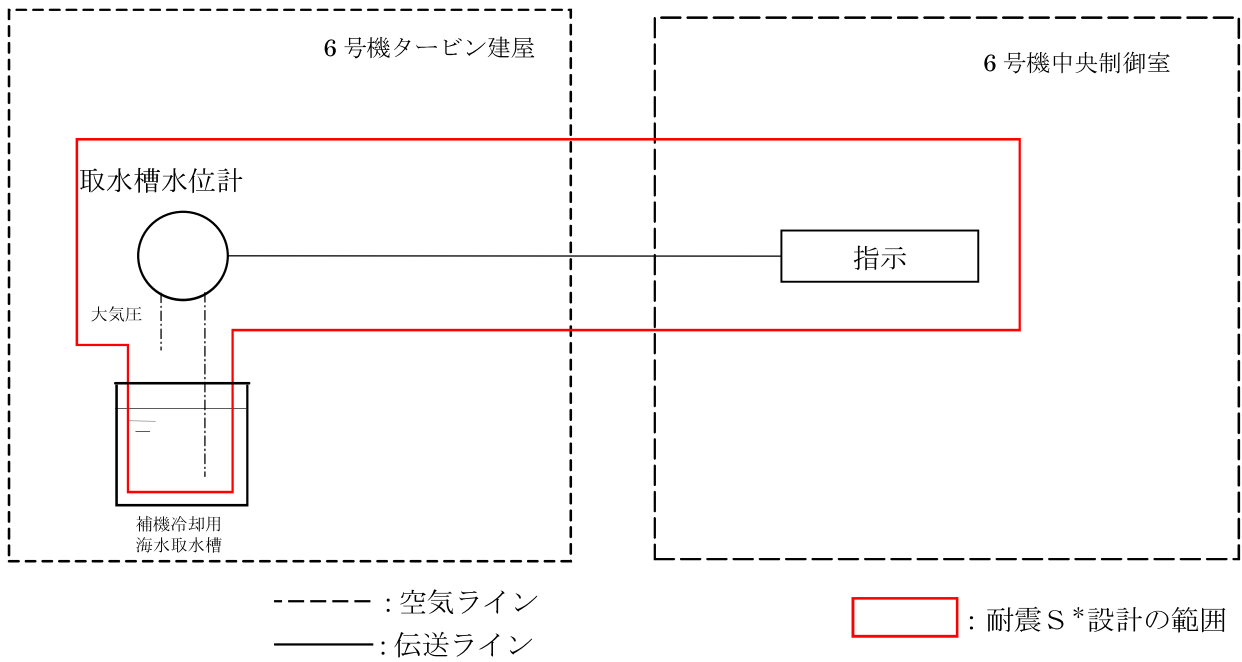 6 号機タービン建屋
6 号機中央制御室
取水槽水位計
指示
大気圧
補機冷却用
海水取水槽
: 空気ライン
: 伝送ライン
: 耐震Ｓ*設計の範囲